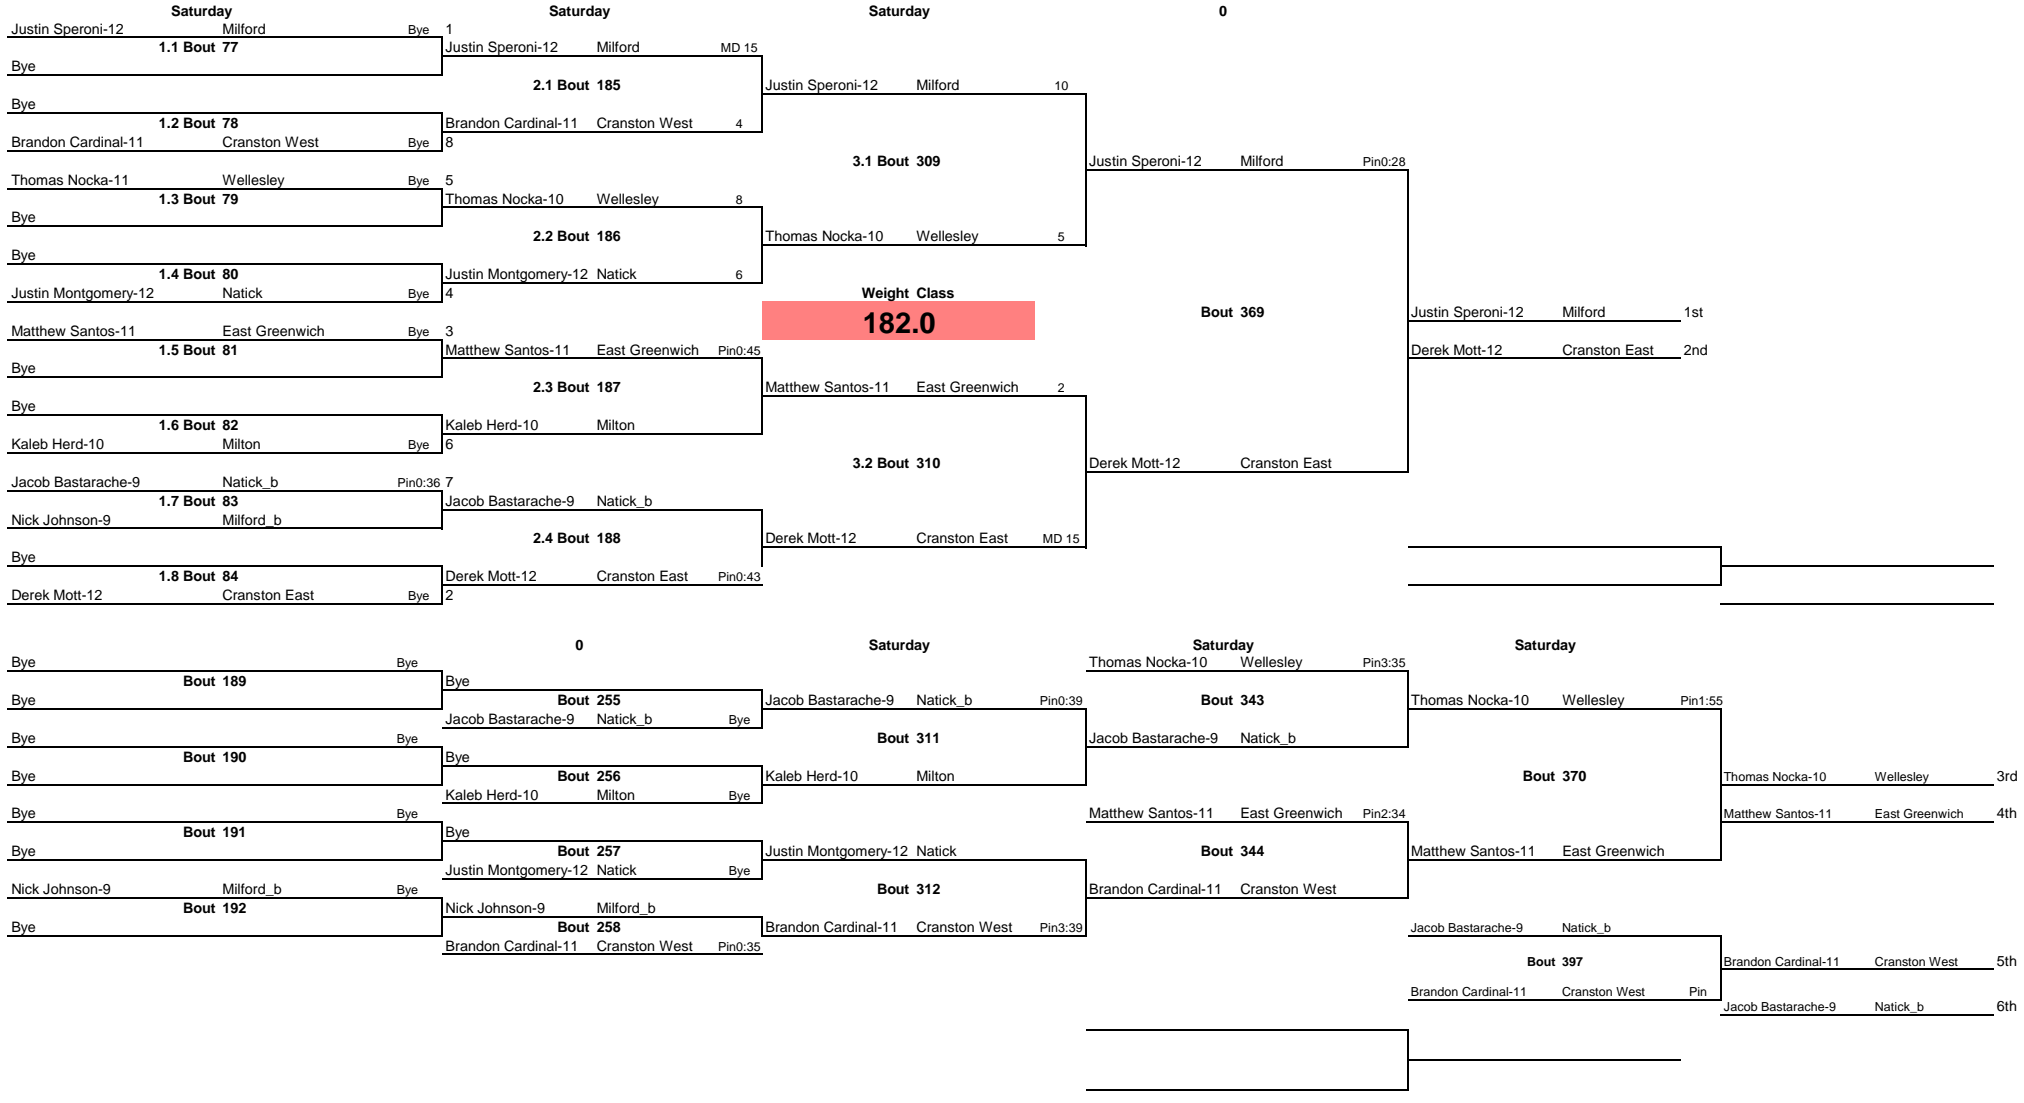 Saturday Saturday Saturday 0
Justin Speroni-12 Milford Bye 1
1.1 Bout 77 Justin Speroni-12 Milford MD 15
Bye
2.1 Bout 185 Justin Speroni-12 Milford 10
Bye
1.2 Bout 78 Brandon Cardinal-11 Cranston West 4
Brandon Cardinal-11 Cranston West Bye 8
3.1 Bout 309 Justin Speroni-12 Milford Pin0:28
Thomas Nocka-11 Wellesley Bye 5
1.3 Bout 79 Thomas Nocka-10 Wellesley 8
Bye
2.2 Bout 186 Thomas Nocka-10 Wellesley 5
Bye
1.4 Bout 80 Justin Montgomery-12 Natick 6
Justin Montgomery-12 Natick Bye 4 Weight Class
Bout 369 Justin Speroni-12 Milford 1st
182.0
Matthew Santos-11 East Greenwich Bye 3
1.5 Bout 81 Matthew Santos-11 East Greenwich Pin0:45 Derek Mott-12 Cranston East 2nd
Bye
2.3 Bout 187 Matthew Santos-11 East Greenwich 2
Bye
1.6 Bout 82 Kaleb Herd-10 Milton
Kaleb Herd-10 Milton Bye 6
3.2 Bout 310 Derek Mott-12 Cranston East
Jacob Bastarache-9 Natick_b Pin0:36 7
1.7 Bout 83 Jacob Bastarache-9 Natick_b
Nick Johnson-9 Milford_b
2.4 Bout 188 Derek Mott-12 Cranston East MD 15
Bye
1.8 Bout 84 Derek Mott-12 Cranston East Pin0:43
Derek Mott-12 Cranston East Bye 2
0 Saturday Saturday Saturday
Bye Bye Thomas Nocka-10 Wellesley Pin3:35
Bout 189 Bye
Bye Bout 255 Jacob Bastarache-9 Natick_b Pin0:39 Bout 343 Thomas Nocka-10 Wellesley Pin1:55
Jacob Bastarache-9 Natick_b Bye
Bye Bye Bout 311 Jacob Bastarache-9 Natick_b
Bout 190 Bye
Bye Bout 256 Kaleb Herd-10 Milton Bout 370 Thomas Nocka-10 Wellesley 3rd
Kaleb Herd-10 Milton Bye
Bye Bye Matthew Santos-11 East Greenwich Pin2:34 Matthew Santos-11 East Greenwich 4th
Bout 191 Bye
Bye Bout 257 Justin Montgomery-12 Natick Bout 344 Matthew Santos-11 East Greenwich
Justin Montgomery-12 Natick Bye
Nick Johnson-9 Milford_b Bye Bout 312 Brandon Cardinal-11 Cranston West
Bout 192 Nick Johnson-9 Milford_b
Bye Bout 258 Brandon Cardinal-11 Cranston West Pin3:39 Jacob Bastarache-9 Natick_b
Brandon Cardinal-11 Cranston West Pin0:35
Bout 397 Brandon Cardinal-11 Cranston West 5th
Brandon Cardinal-11 Cranston West Pin
Jacob Bastarache-9 Natick_b 6th